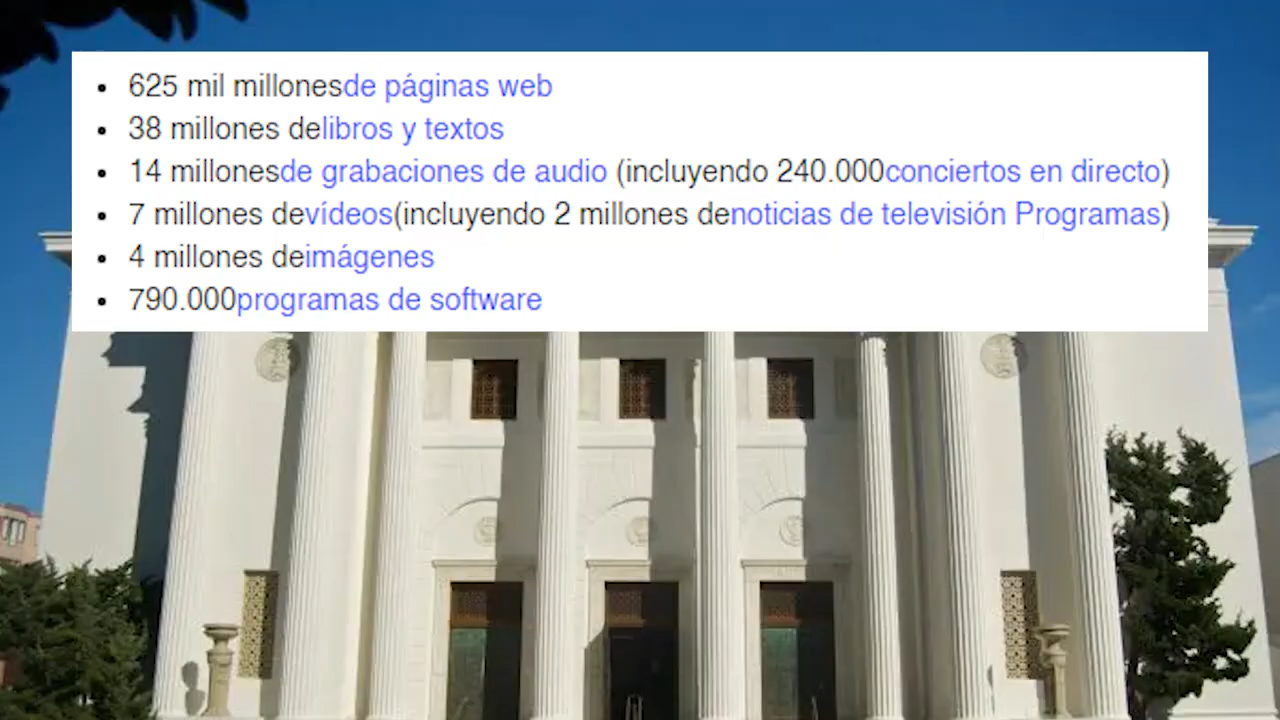 625 mil millonesde páginas web
38 millones delibros y textos
14 millonesde grabaciones de audio (incluyendo 240.000conciertos en directo)
7 millones devídeos(incluyendo 2 millones denoticias de televisión Programas)
4 millones deimágenes
790.000programas de software